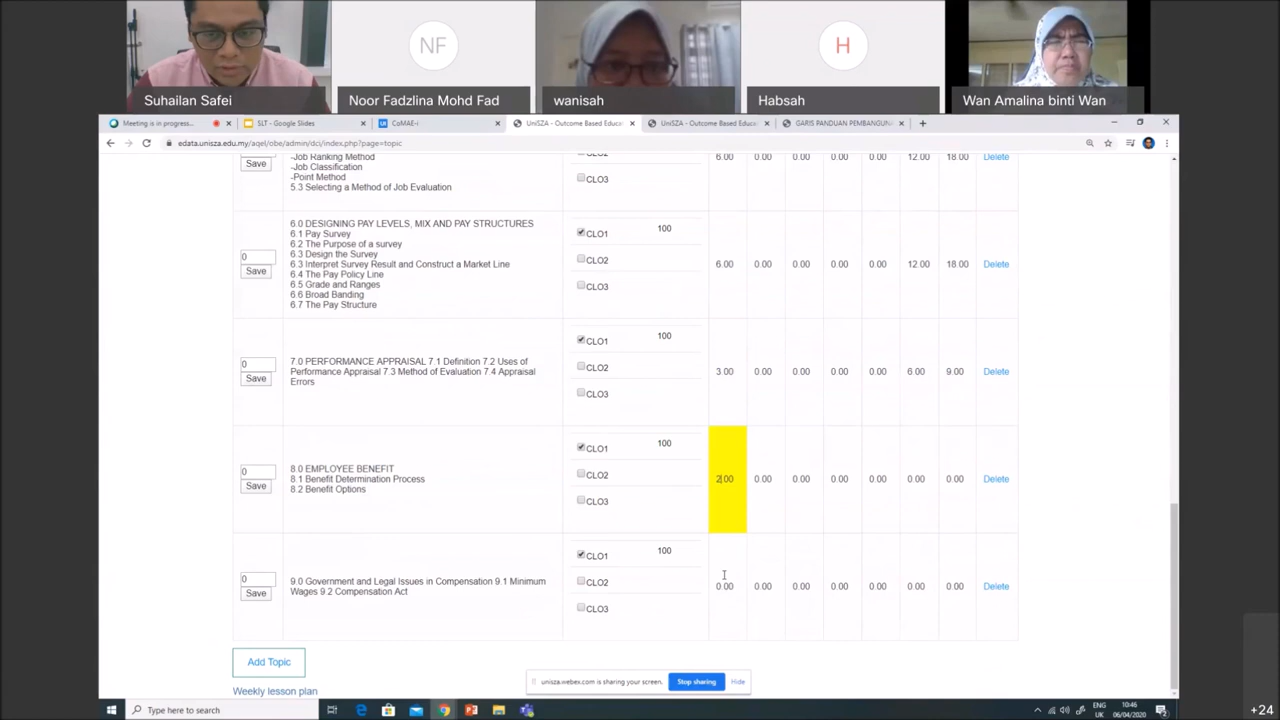 NF
H
Suhailan Safei
Noor Fadzlina Mohd Fad
wanisah
Habsah
Wan Amalina binti Wan
Meeting is in progress...
SLT - Google Slides
CoMAE-i
UniSZA - Outcome Based Educ
UniSZA - Outcome Based Educ
GARIS PANDUAN PEMBANGUN
edata.unisza.edu.my/aqel/obe/admin/dci/index.php?page=topic
-Job Ranking Method
-Job Classification
-Point Method
5.3 Selecting a Method of Job Evaluation
Save
CLO3
6.00 0.00 0.00 0.00 0.00 12.00 18.00 Delete
6.0 DESIGNING PAY LEVELS, MIX AND PAY STRUCTURES
6.1 Pay Survey
6.2 The Purpose of a survey
6.3 Design the Survey
6.3 Interpret Survey Result and Construct a Market Line
6.4 The Pay Policy Line
6.5 Grade and Ranges
6.6 Broad Banding
6.7 The Pay Structure
0
Save
CLO1 100
CLO2
CLO3
6.00 0.00 0.00 0.00 0.00 12.00 18.00 Delete
0
Save
7.0 PERFORMANCE APPRAISAL 7.1 Definition 7.2 Uses of
Performance Appraisal 7.3 Method of Evaluation 7.4 Appraisal
Errors
CLO1 100
CLO2
CLO3
3.00 0.00 0.00 0.00 0.00 6.00 9.00 Delete
0
Save
8.0 EMPLOYEE BENEFIT
8.1 Benefit Determination Process
8.2 Benefit Options
CLO1 100
CLO2
CLO3
2.00 0.00 0.00 0.00 0.00 0.00 0.00 Delete
0
Save
9.0 Government and Legal Issues in Compensation 9.1 Minimum
Wages 9.2 Compensation Act
CLO1 100
CLO2
CLO3
0.00 0.00 0.00 0.00 0.00 0.00 0.00 Delete
Add Topic
Weekly lesson plan
unisza.webex.com is sharing your screen.
Stop sharing
Hide
Type here to search
ENG
UK
10:46
06/04/2020
2
+24